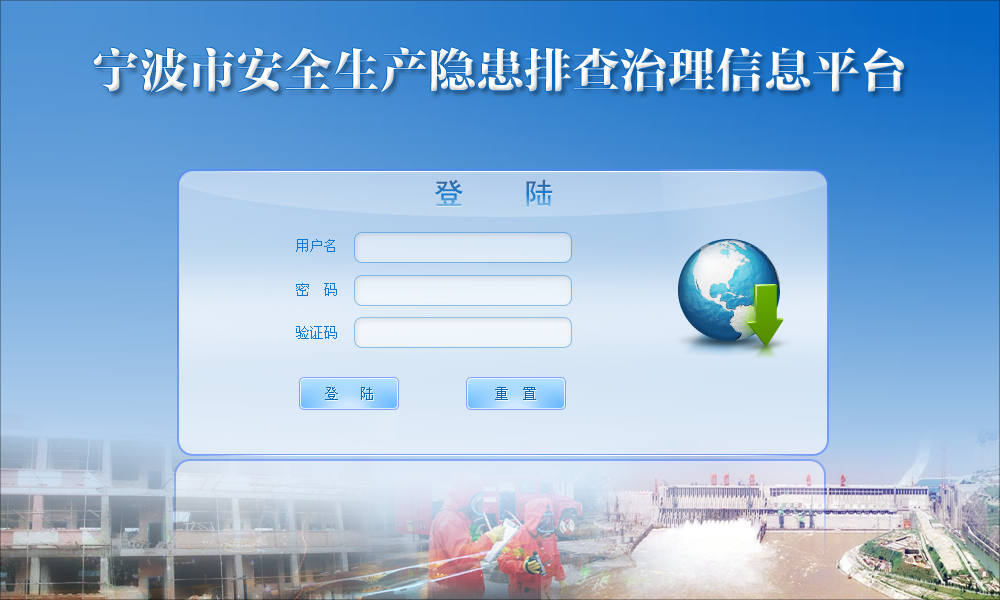 宁波市安全生产隐患排查治理信息平台
登 陆
用户名
密 码
验证码
登 陆 重 置